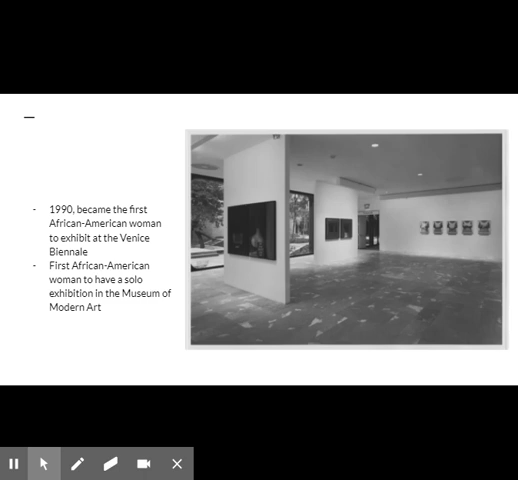 - 1990, became the first
African-American woman
to exhibit at the Venice
Biennale
- First African-American
woman to have a solo
exhibition in the Museum of
Modern Art